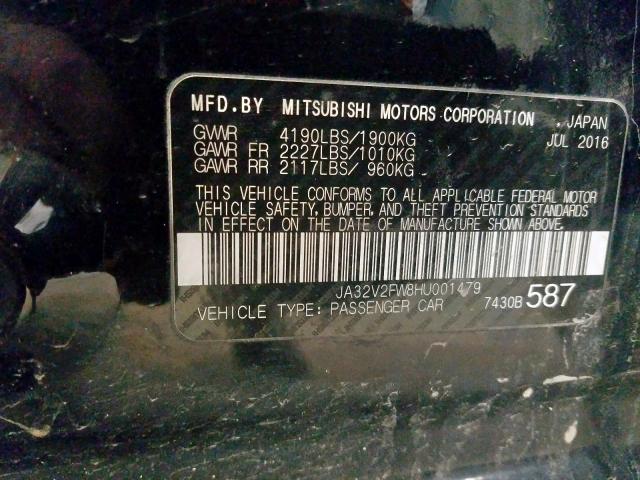 MFD.BY MITSUBISHI MOTORS CORPORATION . JAPAN
GVWR 4190LBS/1900KG JUL 2016
GAWR FR 2227LBS/1010KG
GAWR RR 2117LBS/ 960KG
THIS VEHICLE CONFORMS TO ALL APPLICABLE FEDERAL MOTOR
VEHICLE SAFETY, BUMPER, AND THEFT PREVENTION STANDARDS
IN EFFECT ON THE DATE OF MANUFACTURE SHOWN ABOVE.
JA32V2FW8HU001479
VEHICLE TYPE: PASSENGER CAR 7430B 587